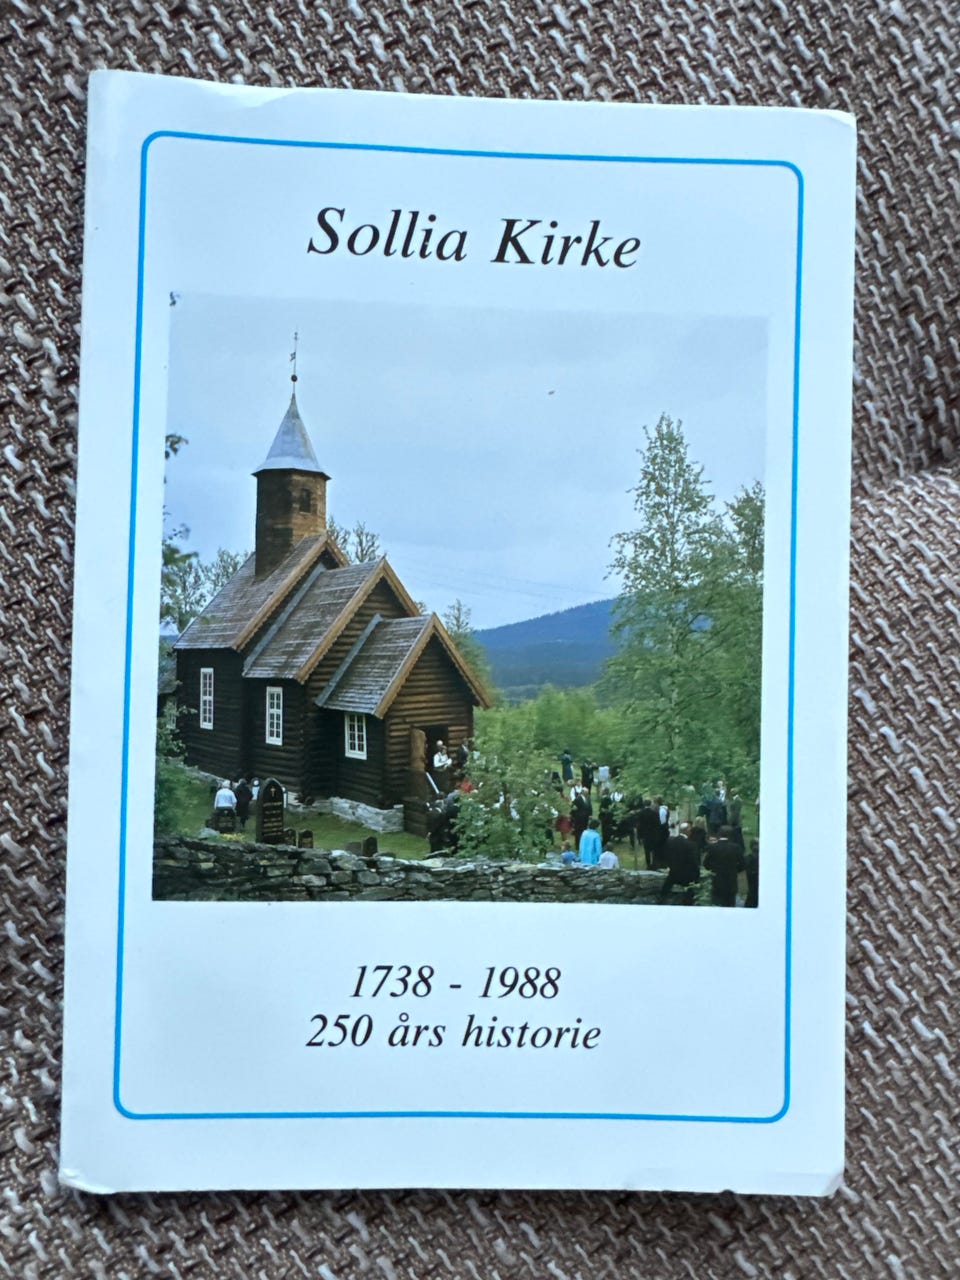 Sollia Kirke
1738 - 1988
250 års historie